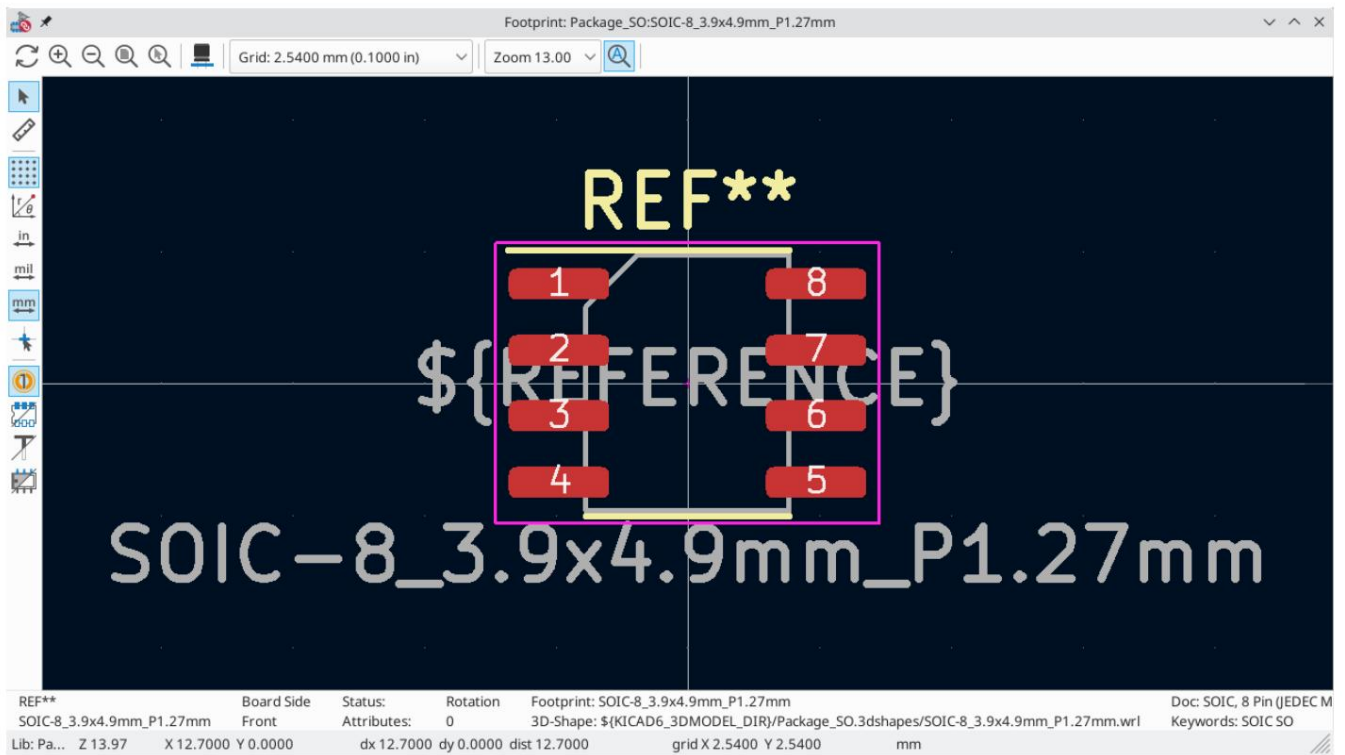 Footprint: Package_SO:SOIC-8_3.9x4.9mm_P1.27mm
Grid: 2.5400 mm (0.1000 in) Zoom 13.00
in
mil
mm
REF**
1 8
2 7
${REFERENCE}
3 6
4 5
SOIC-8_3.9x4.9mm_P1.27mm
REF** Board Side Status: Rotation Footprint: SOIC-8_3.9x4.9mm_P1.27mm Doc: SOIC, 8 Pin (JEDEC M
SOIC-8_3.9x4.9mm_P1.27mm Front Attributes: 0 3D-Shape: ${KICAD6_3DMODEL_DIR}/Package_SO.3dshapes/SOIC-8_3.9x4.9mm_P1.27mm.wrl Keywords: SOIC SO
Lib: Pa... Z 13.97 X 12.7000 Y 0.0000 dx 12.7000 dy 0.0000 dist 12.7000 grid X 2.5400 Y 2.5400 mm